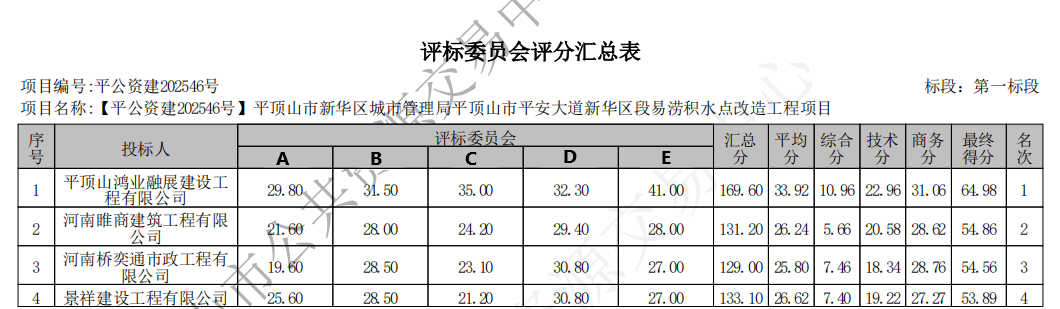 评标委员会评分汇总表
项目编号:平公资建202546号 标段：第一标段
项目名称:【平公资建202546号】平顶山市新华区城市管理局平顶山市平安大道新华区段易涝积水点改造工程项目
序号 投标人 评标委员会 汇总分 平均分 综合分 技术分 商务分 最终得分 名次
A B C D E
1 平顶山鸿业融展建设工程有限公司 29.80 31.50 35.00 32.30 41.00 169.60 33.92 10.96 22.96 31.06 64.98 1
2 河南睢商建筑工程有限公司 21.60 28.00 24.20 29.40 28.00 131.20 26.24 5.66 20.58 28.62 54.86 2
3 河南桥奕通市政工程有限公司 19.60 28.50 23.10 30.80 27.00 129.00 25.80 7.46 18.34 28.76 54.56 3
4 景祥建设工程有限公司 25.60 28.50 21.20 30.80 27.00 133.10 26.62 7.40 19.22 27.27 53.89 4